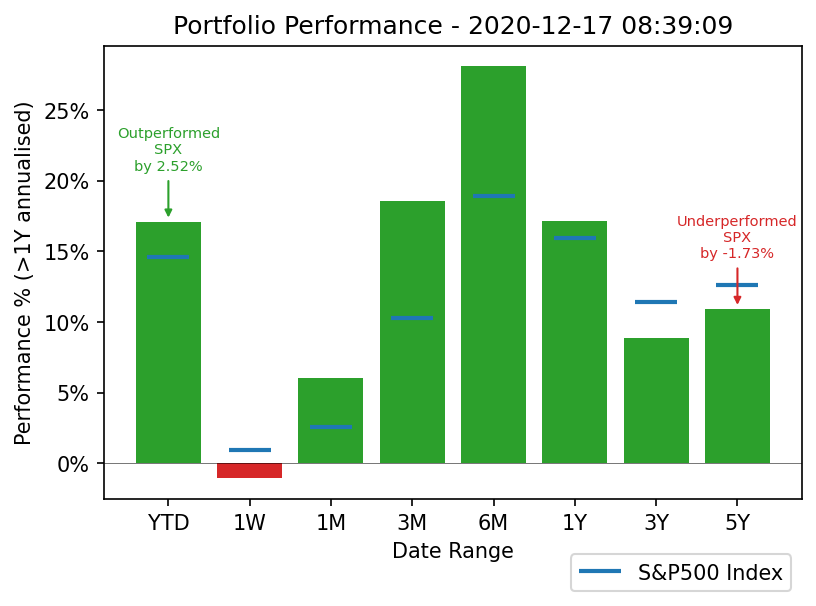 Portfolio Performance - 2020-12-17 08:39:09
Performance % (>1Y annualised)
25%
20%
15%
10%
5%
0%
Outperformed
SPX
by 2.52%
Underperformed
SPX
by -1.73%
YTD 1W 1M 3M 6M 1Y 3Y 5Y
Date Range
S&P500 Index